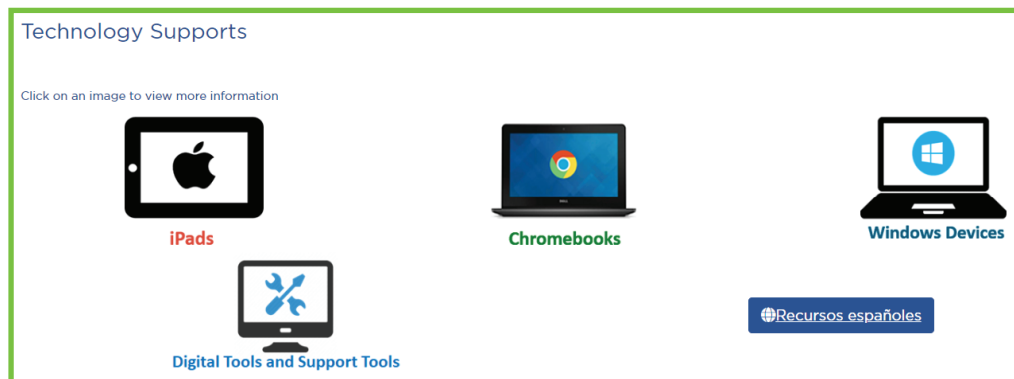 Technology Supports
Click on an image to view more information
iPads
Chromebooks
Windows Devices
Digital Tools and Support Tools
Recursos españoles